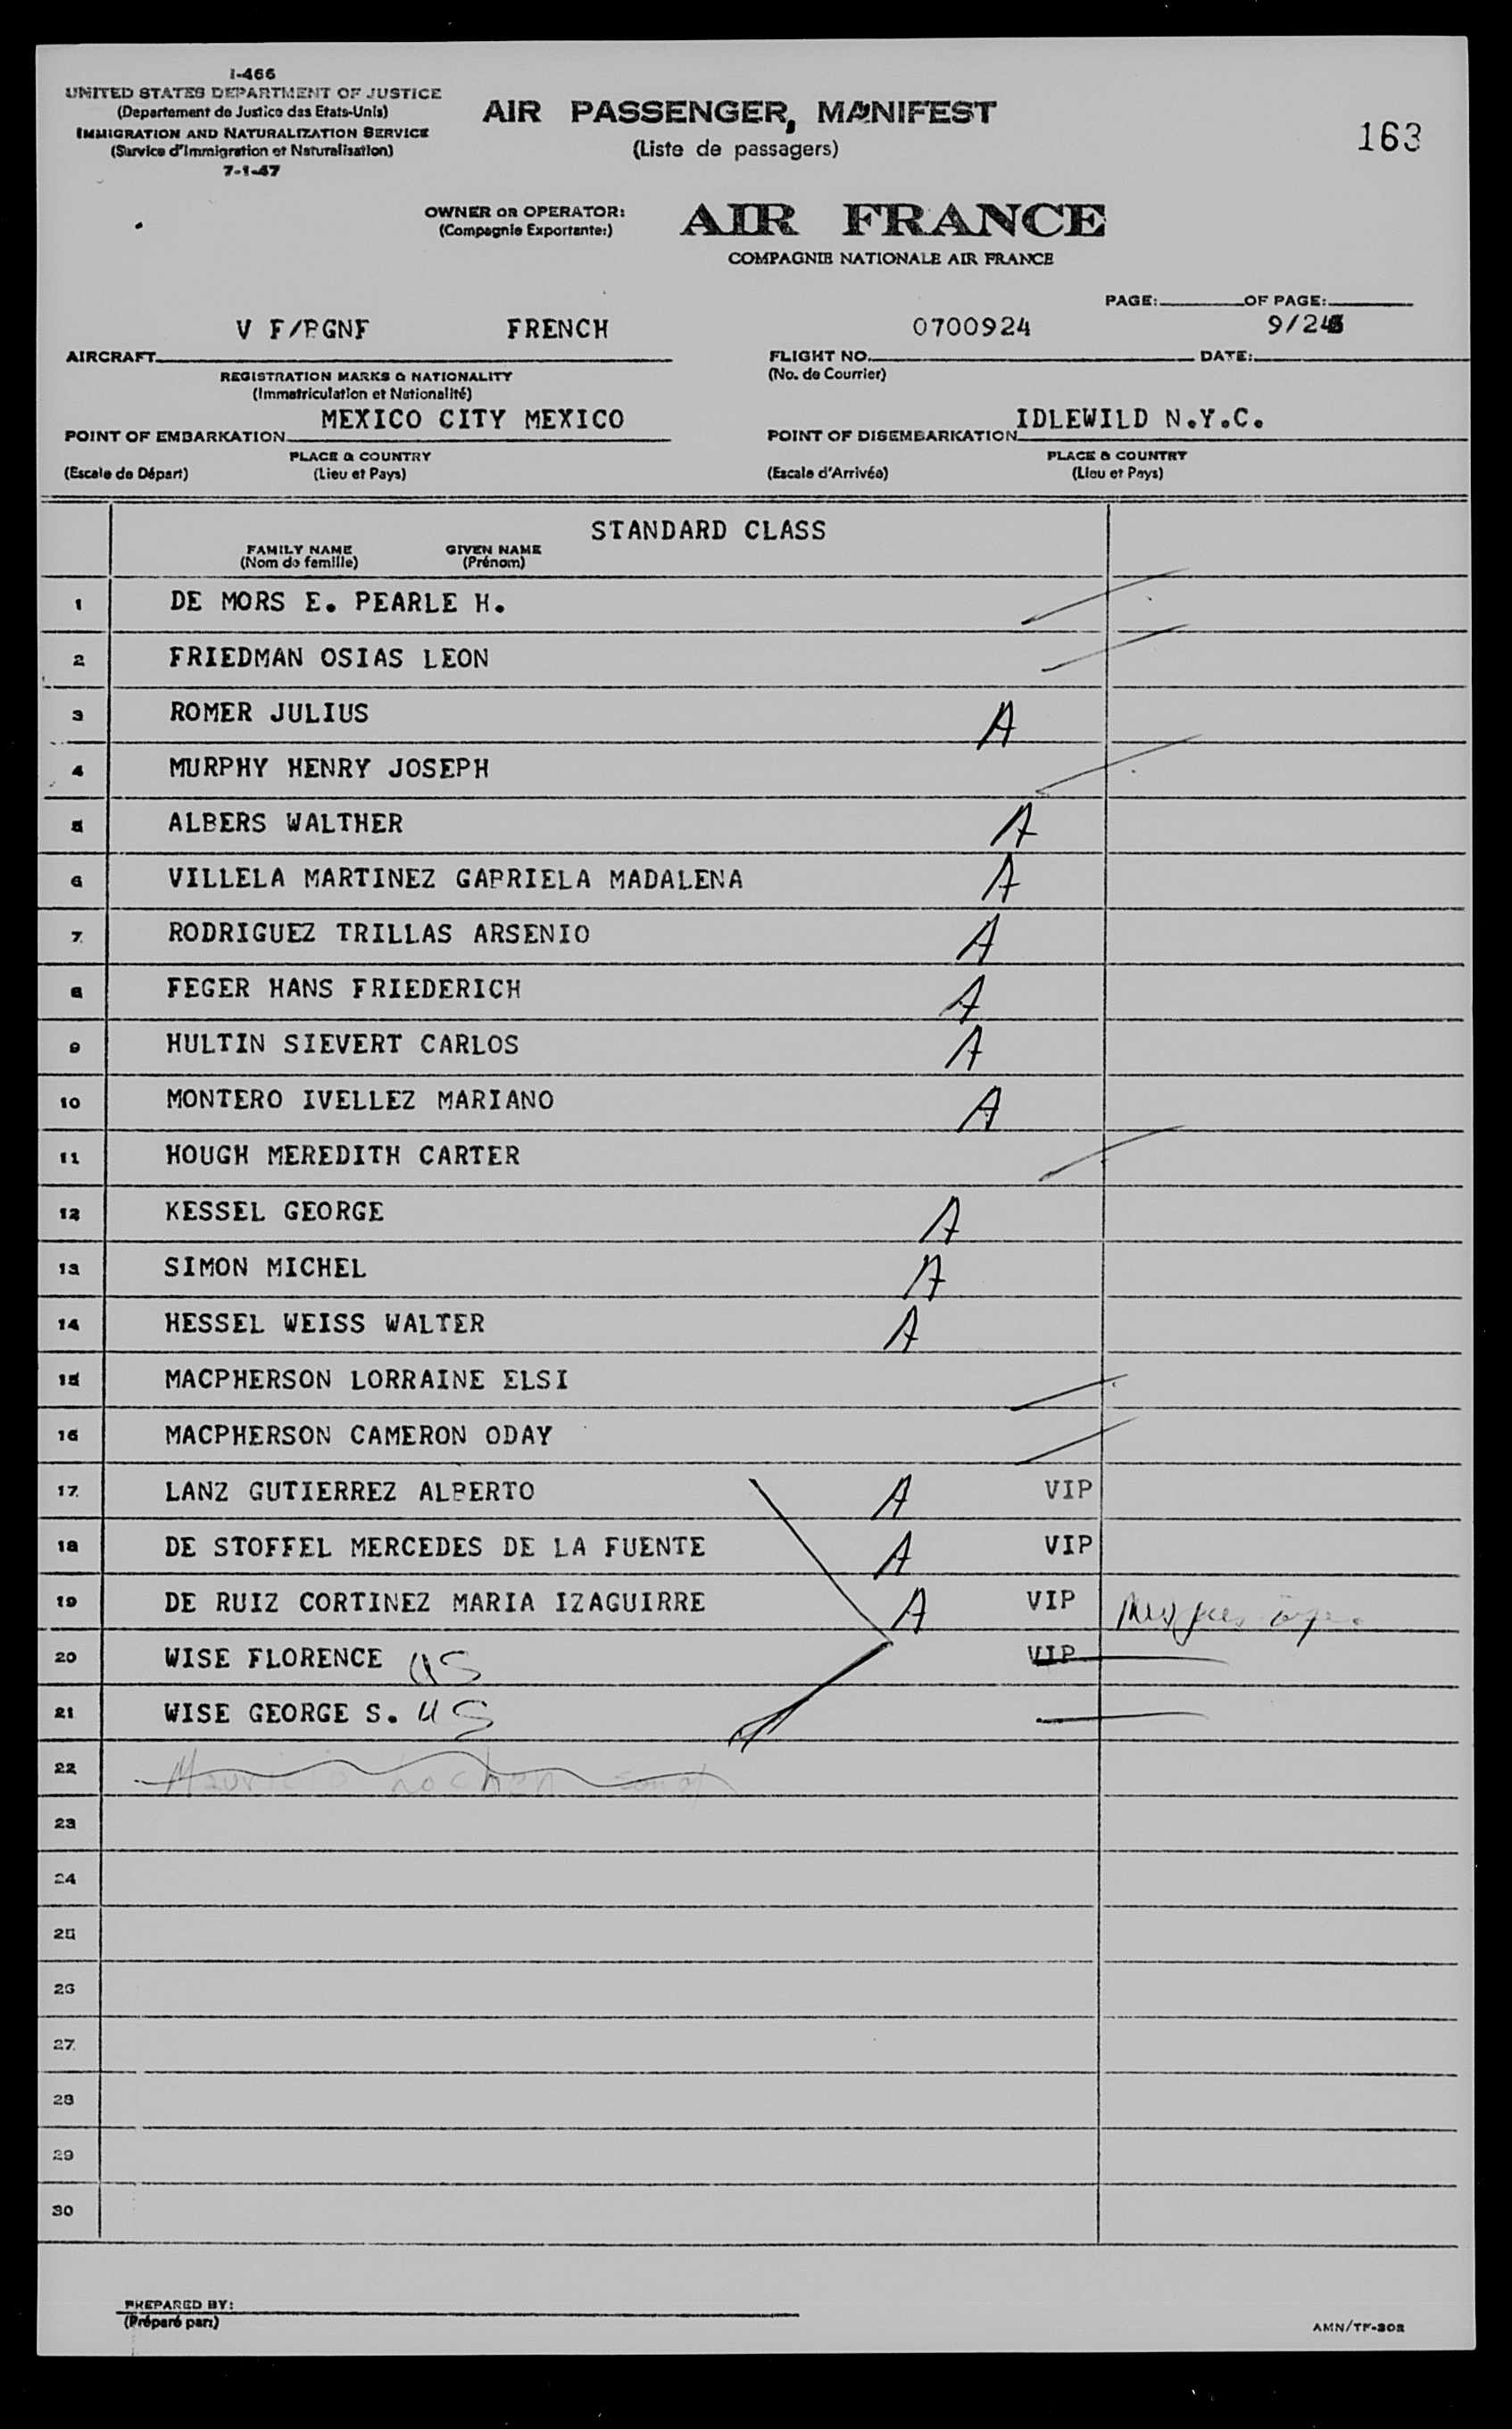 I-466
UNITED STATES DEPARTMENT OF JUSTICE
(Departement de Justice des Etats-Unis)
IMMIGRATION AND NATURALIZATION SERVICE
(Service d'Immigration et Naturalisation)
7-1-47
AIR PASSENGER, MANIFEST
(Liste de passagers)
163
OWNER OR OPERATOR:
(Compagnie Exportante:)
AIR FRANCE
COMPAGNIE NATIONALE AIR FRANCE
PAGE: OF PAGE:
V F/BGNF FRENCH 0700924 9/24
AIRCRAFT FLIGHT NO. DATE:
REGISTRATION MARKS & NATIONALITY (No. de Courrier)
(Immatriculation et Nationalité)
MEXICO CITY MEXICO IDLEWILD N.Y.C.
POINT OF EMBARKATION POINT OF DISEMBARKATION
PLACE & COUNTRY PLACE & COUNTRY
(Escale de Départ) (Lieu et Pays) (Escale d'Arrivée) (Lieu et Pays)
STANDARD CLASS
FAMILY NAME GIVEN NAME
(Nom de famille) (Prénom)
1 DE MORS E. PEARLE H.
2 FRIEDMAN OSIAS LEON
3 ROMER JULIUS A
4 MURPHY HENRY JOSEPH
5 ALBERS WALTHER A
6 VILLELA MARTINEZ GABRIELA MADALENA A
7 RODRIGUEZ TRILLAS ARSENIO A
8 FEGER HANS FRIEDERICH A
9 HULTIN SIEVERT CARLOS A
10 MONTERO IVELLEZ MARIANO A
11 HOUGH MEREDITH CARTER
12 KESSEL GEORGE A
13 SIMON MICHEL A
14 HESSEL WEISS WALTER A
15 MACPHERSON LORRAINE ELSI
16 MACPHERSON CAMERON ODAY
17 LANZ GUTIERREZ ALBERTO A VIP
18 DE STOFFEL MERCEDES DE LA FUENTE A VIP
19 DE RUIZ CORTINEZ MARIA IZAGUIRRE A VIP
20 WISE FLORENCE US VIP
21 WISE GEORGE S. US
22 Mauricio
23
24
25
26
27
28
29
30
PREPARED BY:
(Préparé par:)
AMN/TF-302